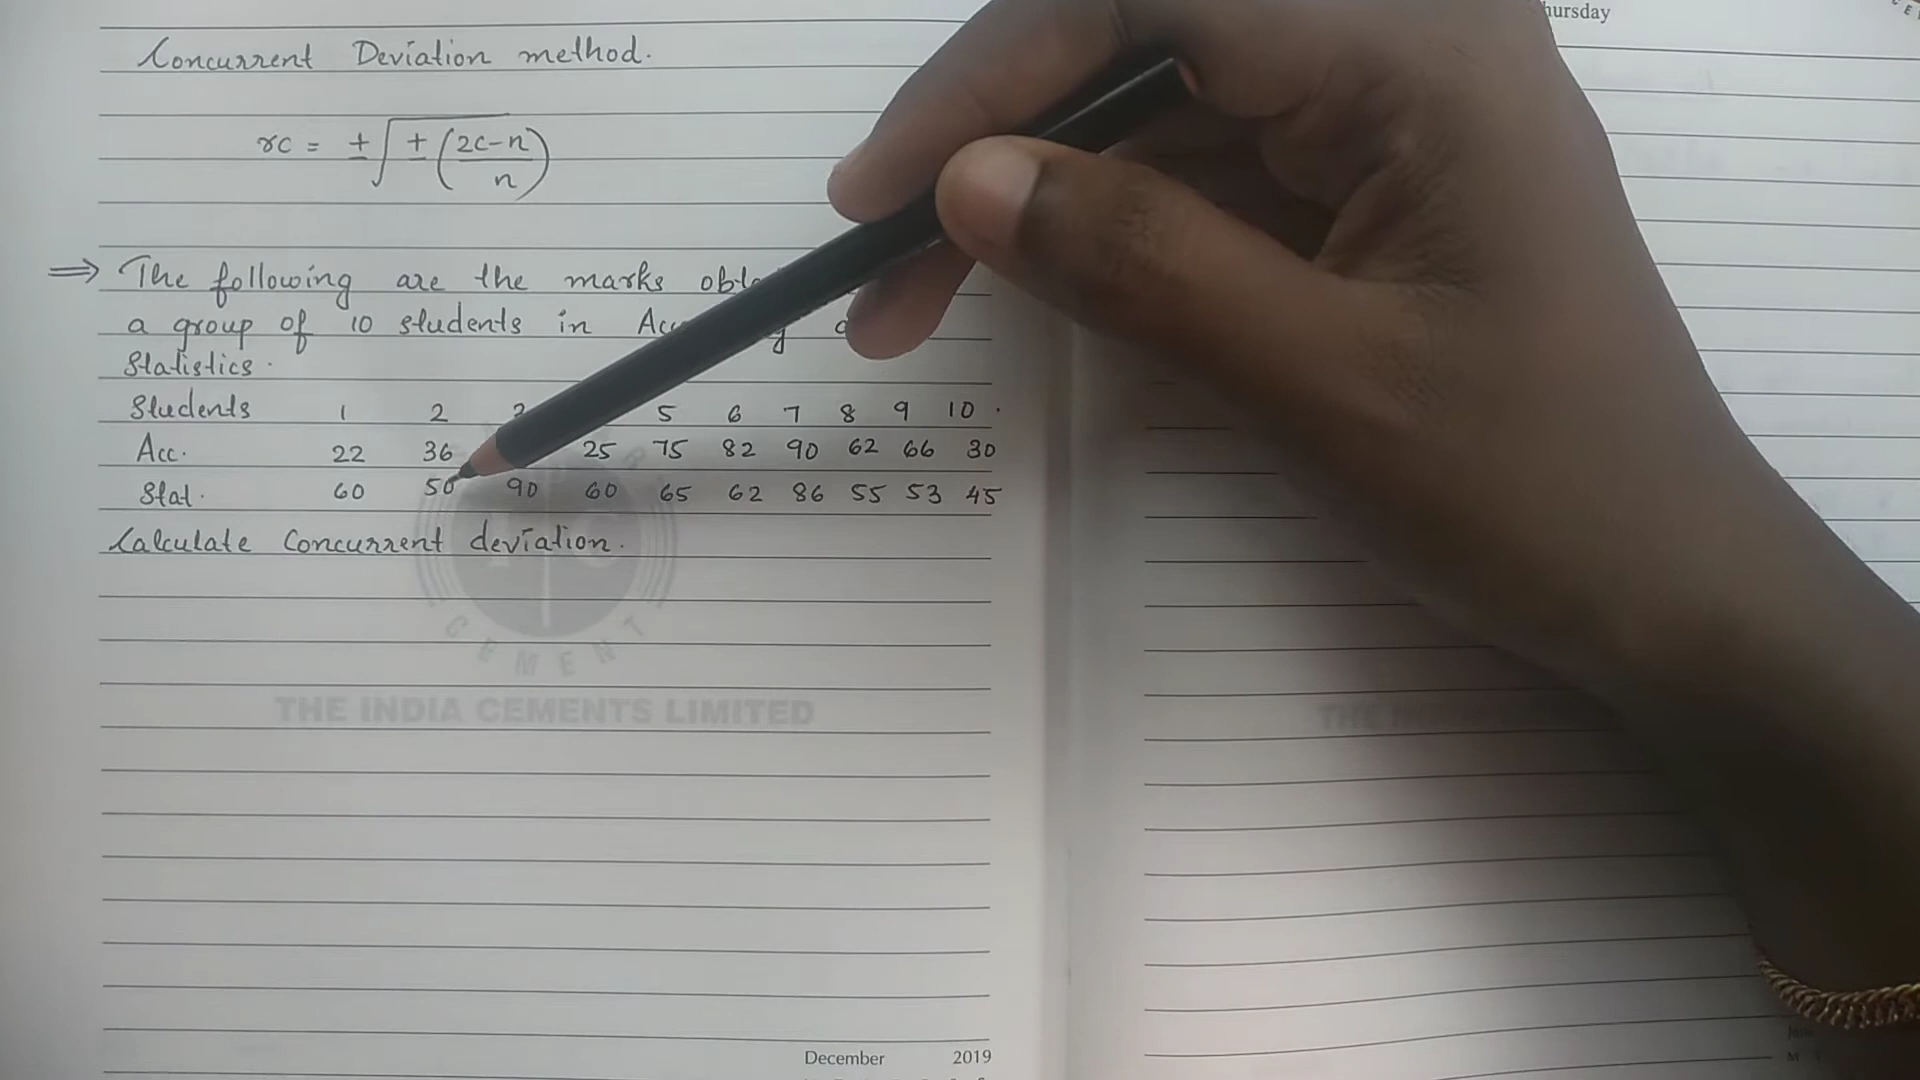 hursday
Concurrent Deviation method.
rc = ± √ ± (2c-n / n)
⇒ The following are the marks
a group of 10 students in
Statistics.
Students 1 2 5 6 7 8 9 10.
Acc. 22 36 25 75 82 90 62 66 30
Stat. 60 50 90 60 65 62 86 55 53 45
Calculate Concurrent deviation.
CEMENT
THE INDIA CEMENTS LIMITED
December 2019